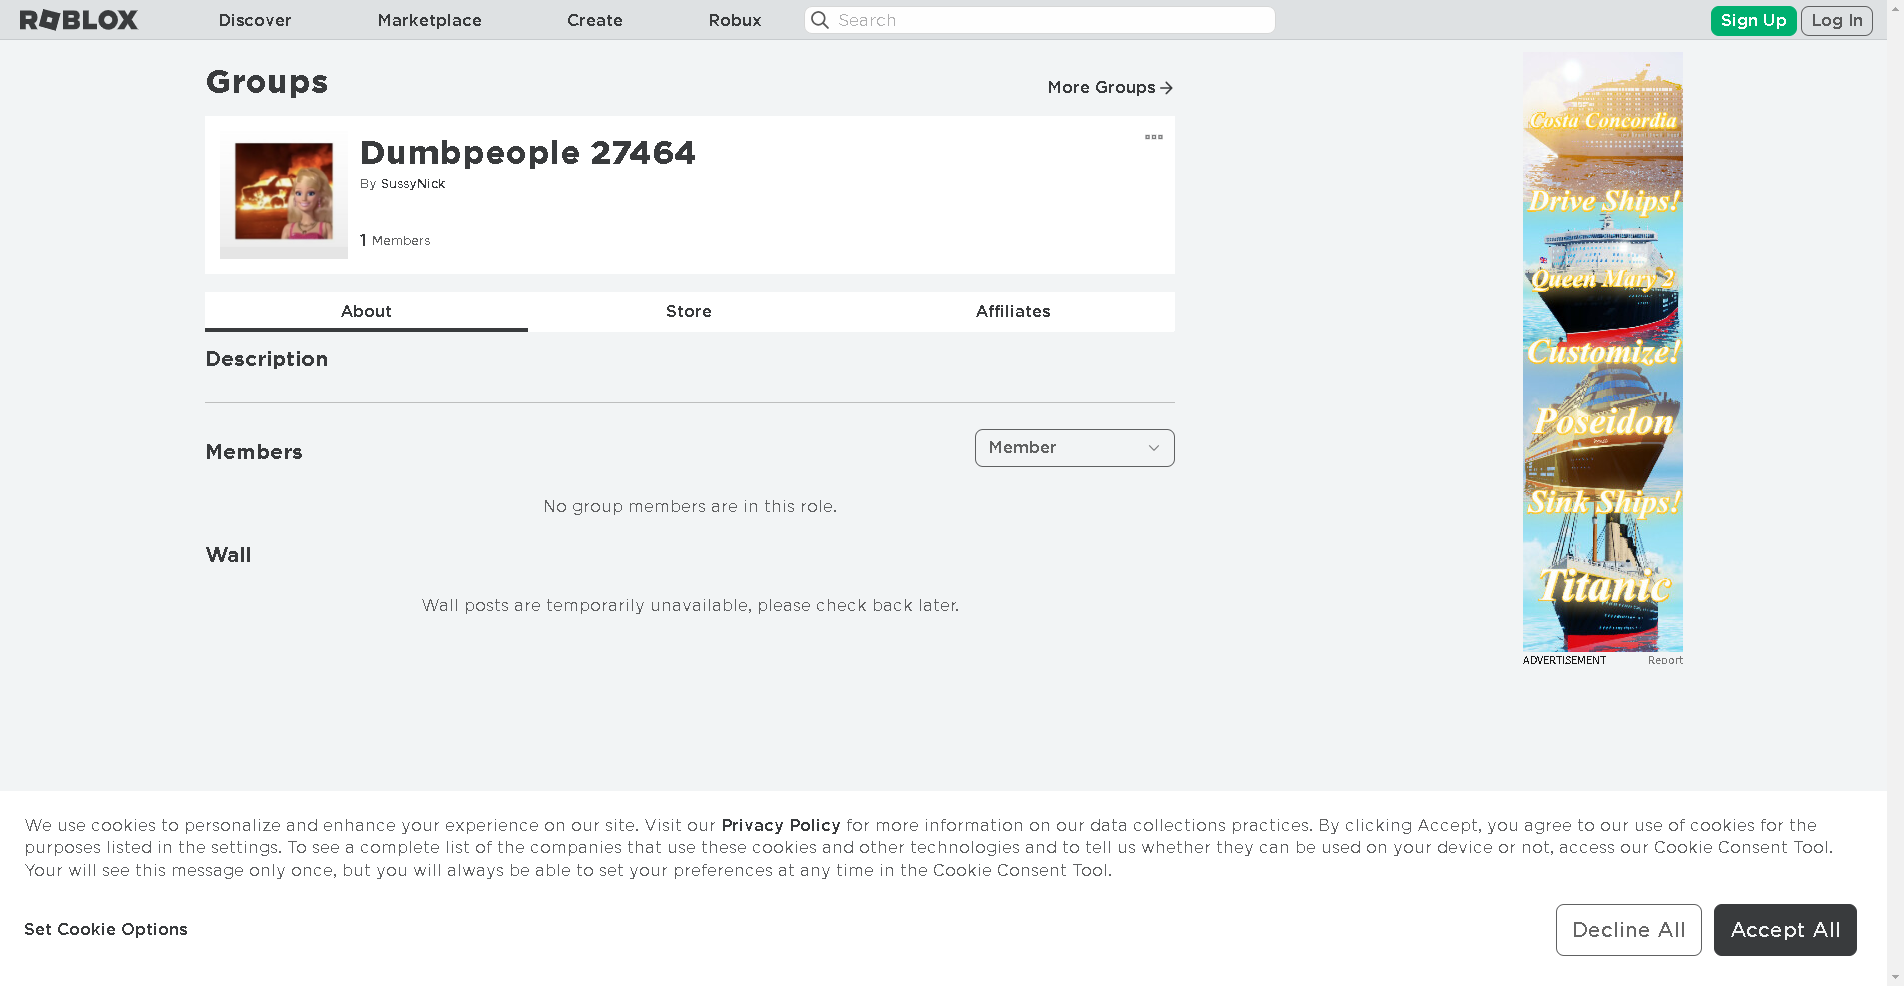 ROBLOX
Discover
Marketplace
Create
Robux
Search
Sign Up
Log In
Groups
More Groups
Dumbpeople 27464
By SussyNick
1 Members
About
Store
Affiliates
Description
Members
Member
No group members are in this role.
Wall
Wall posts are temporarily unavailable, please check back later.
Costa Concordia
Drive Ships!
Queen Mary 2
Customize!
Poseidon
Sink Ships!
Titanic
ADVERTISEMENT
Report
We use cookies to personalize and enhance your experience on our site. Visit our Privacy Policy for more information on our data collections practices. By clicking Accept, you agree to our use of cookies for the
purposes listed in the settings. To see a complete list of the companies that use these cookies and other technologies and to tell us whether they can be used on your device or not, access our Cookie Consent Tool.
Your will see this message only once, but you will always be able to set your preferences at any time in the Cookie Consent Tool.
Set Cookie Options
Decline All
Accept All